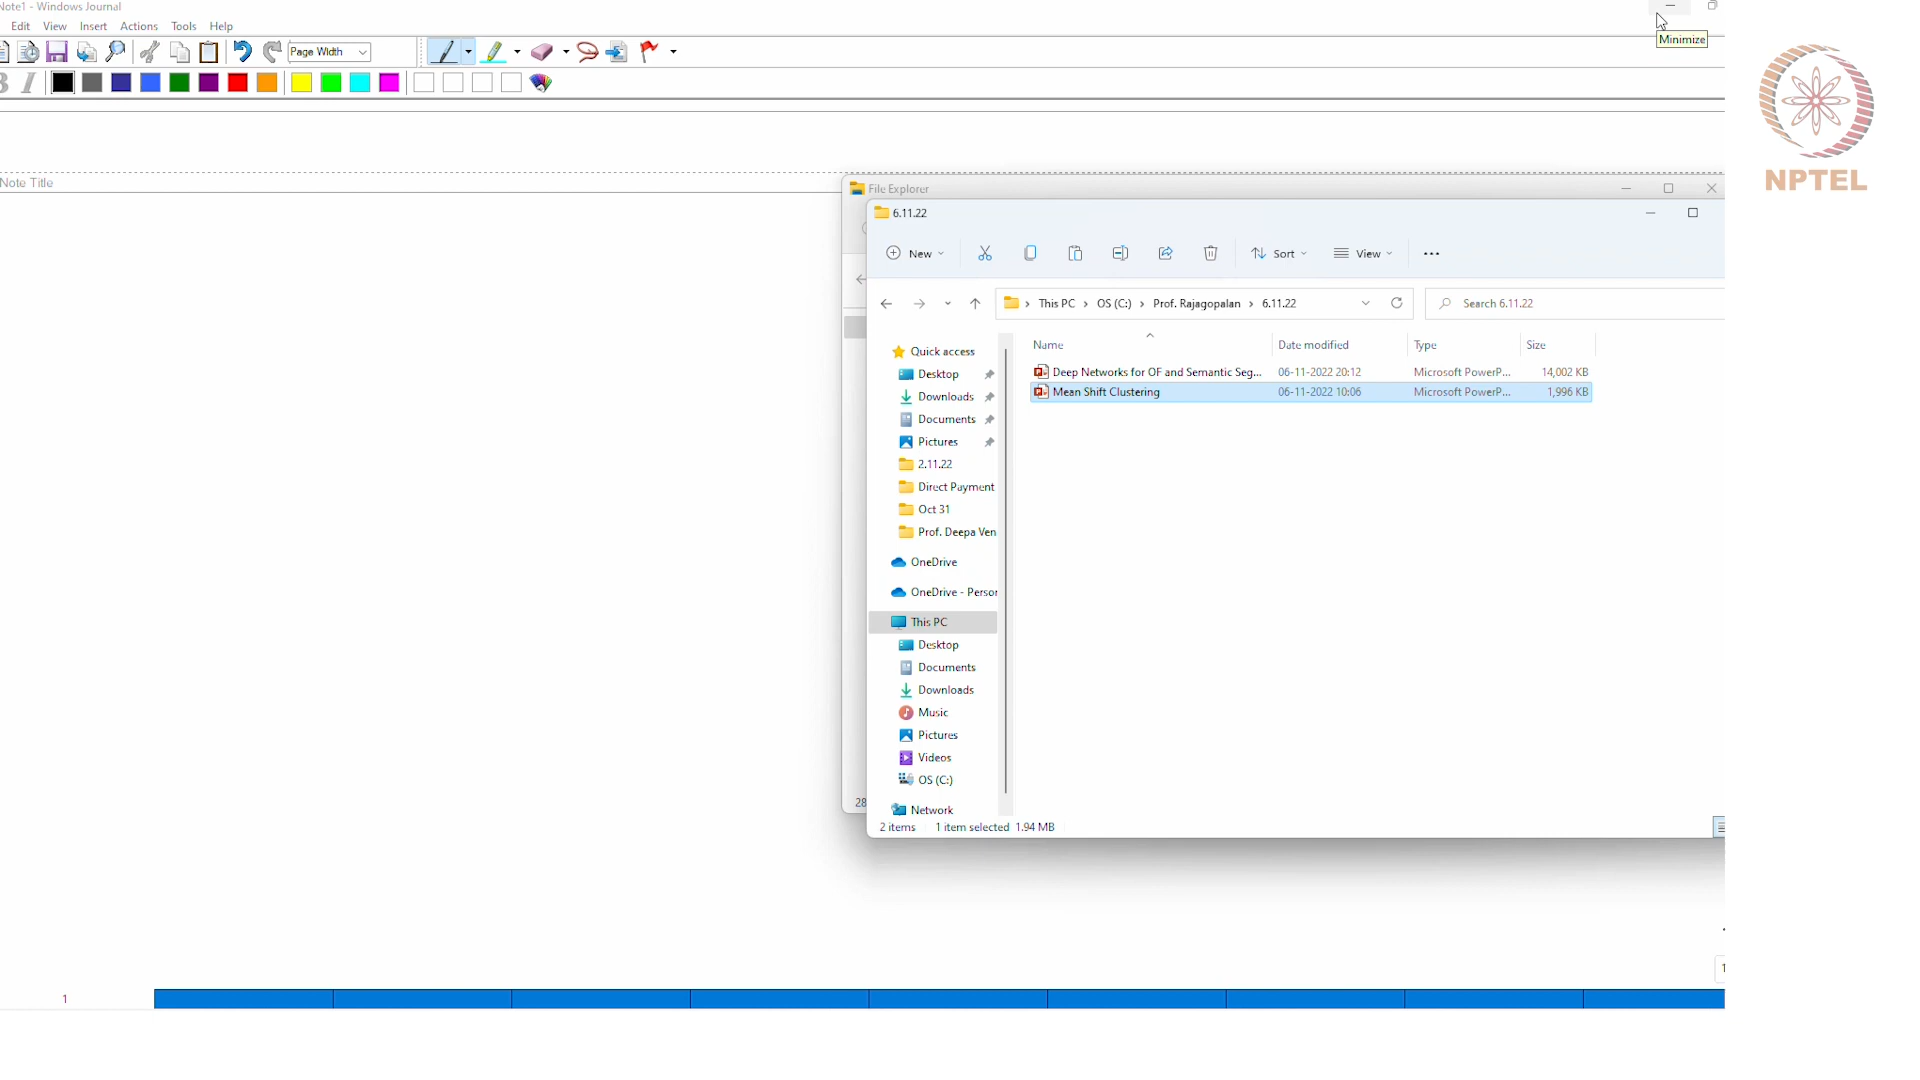 Note1 - Windows Journal
Edit View Insert Actions Tools Help
Minimize
Page Width
B I
Note Title
NPTEL
File Explorer
6.11.22
New Sort View
This PC > OS (C:) > Prof. Rajagopalan > 6.11.22
Search 6.11.22
Name Date modified Type Size
Deep Networks for OF and Semantic Seg... 06-11-2022 20:12 Microsoft PowerP... 14,002 KB
Mean Shift Clustering 06-11-2022 10:06 Microsoft PowerP... 1,996 KB
Quick access
Desktop
Downloads
Documents
Pictures
2.11.22
Direct Payment
Oct 31
Prof. Deepa Ven
OneDrive
OneDrive - Person
This PC
Desktop
Documents
Downloads
Music
Pictures
Videos
OS (C:)
Network
28
2 items 1 item selected 1.94 MB
1
1